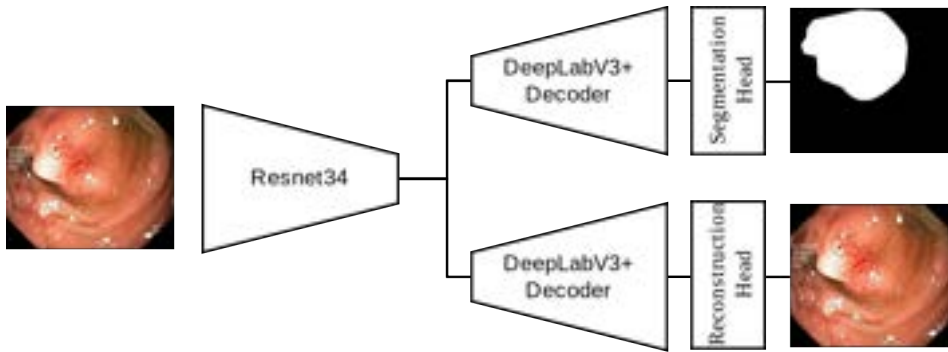 Resnet34
DeepLabV3+
Decoder
Segmentation
Head
DeepLabV3+
Decoder
Reconstruction
Head